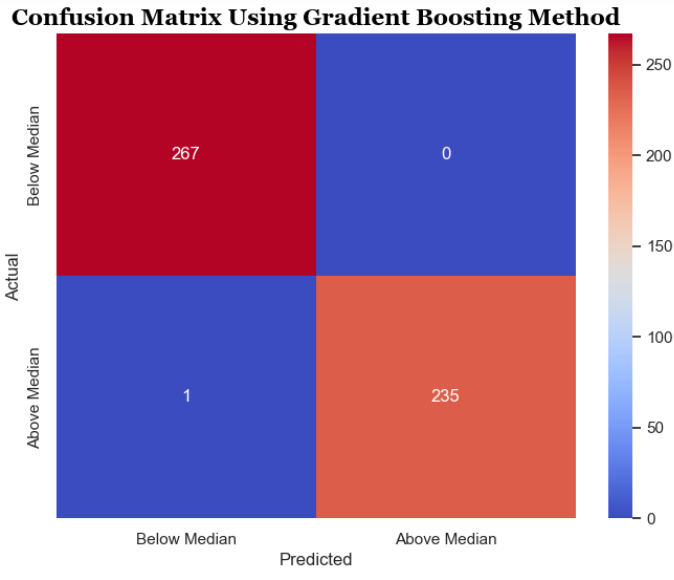 Confusion Matrix Using Gradient Boosting Method
Actual
Below Median
Above Median
267
0
1
235
Below Median
Above Median
Predicted
250
200
150
100
50
0